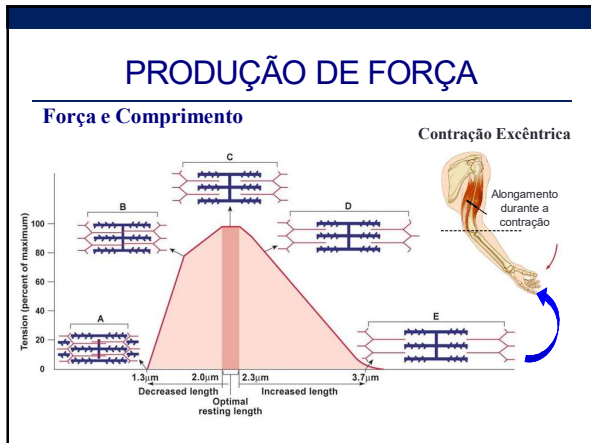 PRODUÇÃO DE FORÇA
Força e Comprimento
Contração Excêntrica
Alongamento
durante a
contração
Tension (percent of maximum)
100
80
60
40
20
0
A
B
C
D
E
1.3μm
2.0μm
2.3μm
3.7μm
Decreased length
Increased length
Optimal
resting length